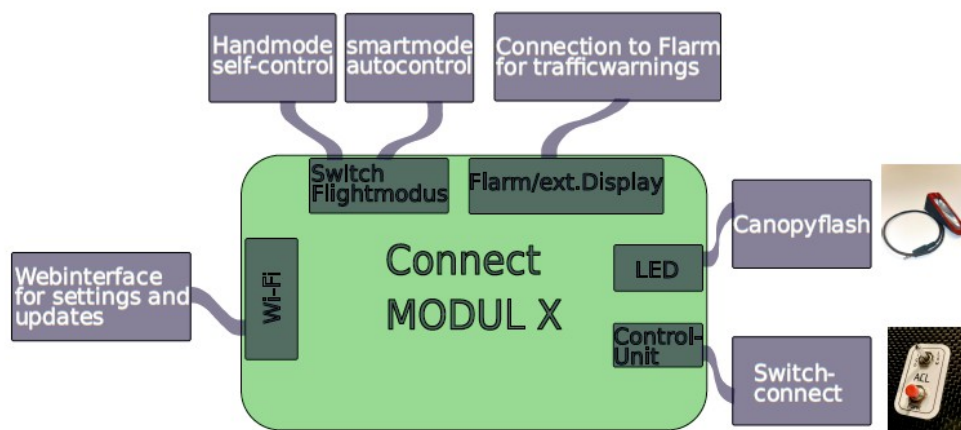 Handmode
self-control
smartmode
autocontrol
Connection to Flarm
for trafficwarnings
Switch
Flightmodus
Flarm/ext.Display
Canopyflash
LED
Connect
MODUL X
Wi-Fi
Webinterface
for settings and
updates
Control-
Unit
Switch-
connect
ACL